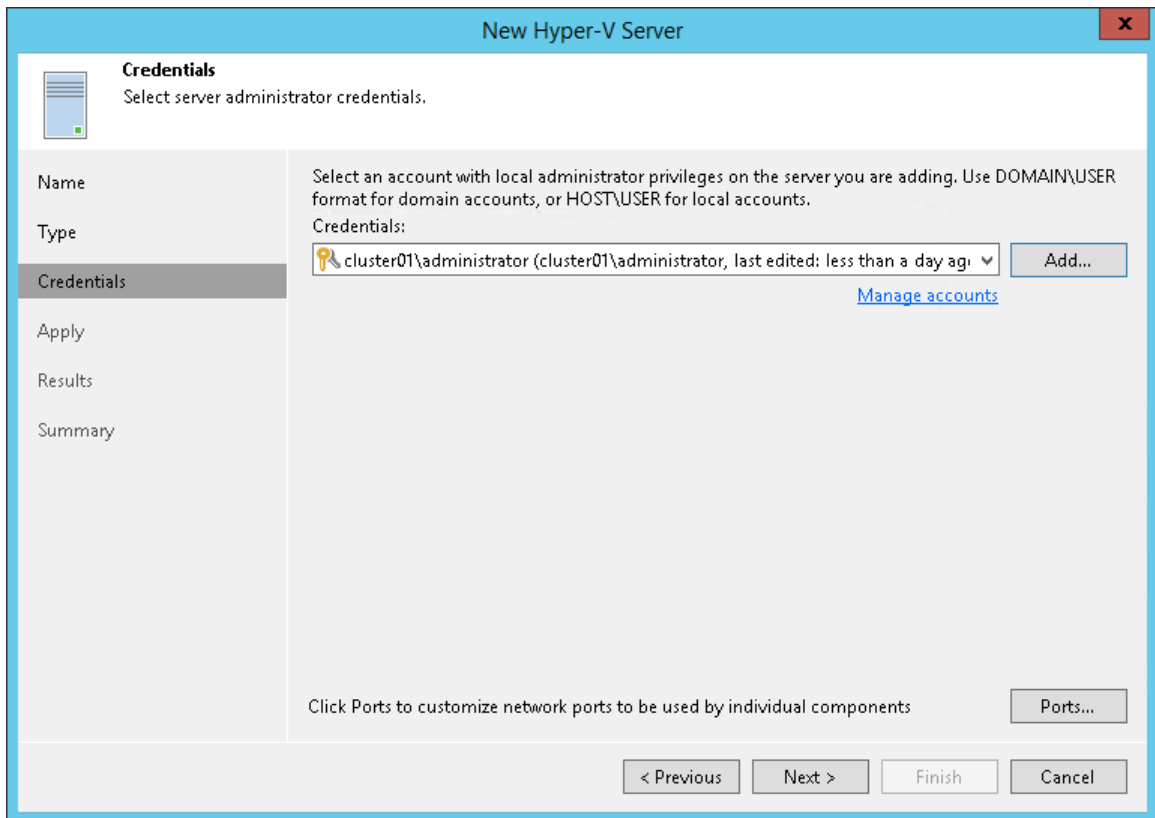 New Hyper-V Server
x
Credentials
Select server administrator credentials.
Name
Type
Credentials
Apply
Results
Summary
Select an account with local administrator privileges on the server you are adding. Use DOMAIN\USER
format for domain accounts, or HOST\USER for local accounts.
Credentials:
cluster01\administrator (cluster01\administrator, last edited: less than a day ag
Add...
Manage accounts
Click Ports to customize network ports to be used by individual components
Ports...
< Previous
Next >
Finish
Cancel